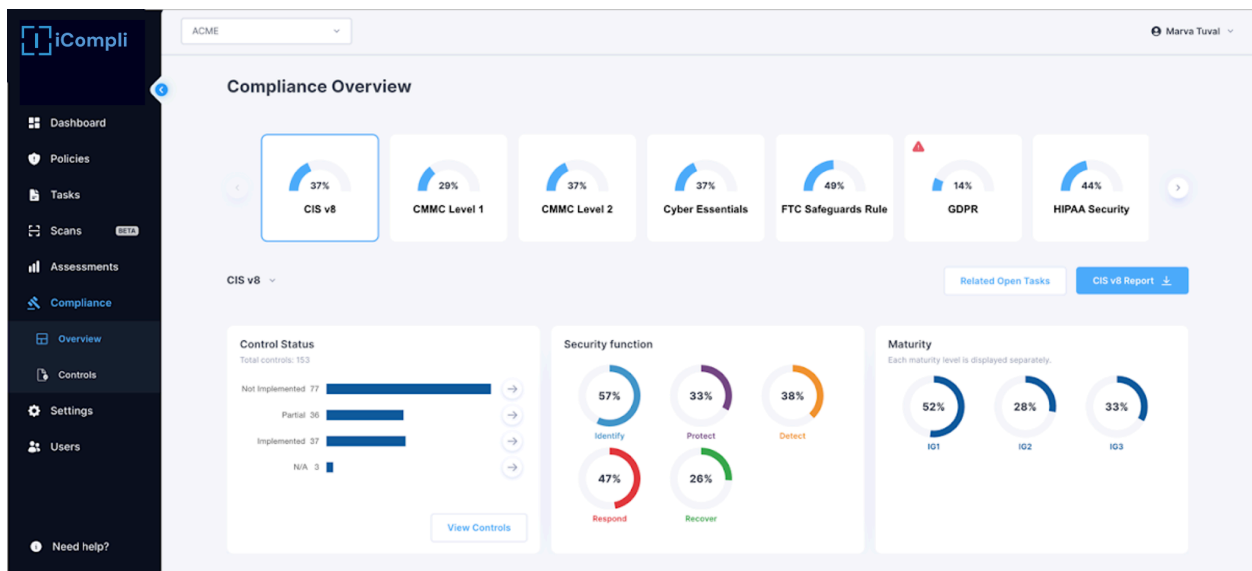 iCompli
ACME
Marva Tuval
Dashboard
Policies
Tasks
Scans BETA
Assessments
Compliance
Overview
Controls
Settings
Users
Need help?
Compliance Overview
37%
CIS v8
29%
CMMC Level 1
37%
CMMC Level 2
37%
Cyber Essentials
49%
FTC Safeguards Rule
14%
GDPR
44%
HIPAA Security
CIS v8
Related Open Tasks
CIS v8 Report
Control Status
Total controls: 153
Not Implemented 77
Partial 36
Implemented 37
N/A 3
View Controls
Security function
57%
Identify
33%
Protect
38%
Detect
47%
Respond
26%
Recover
Maturity
Each maturity level is displayed separately.
52%
IG1
28%
IG2
33%
IG3